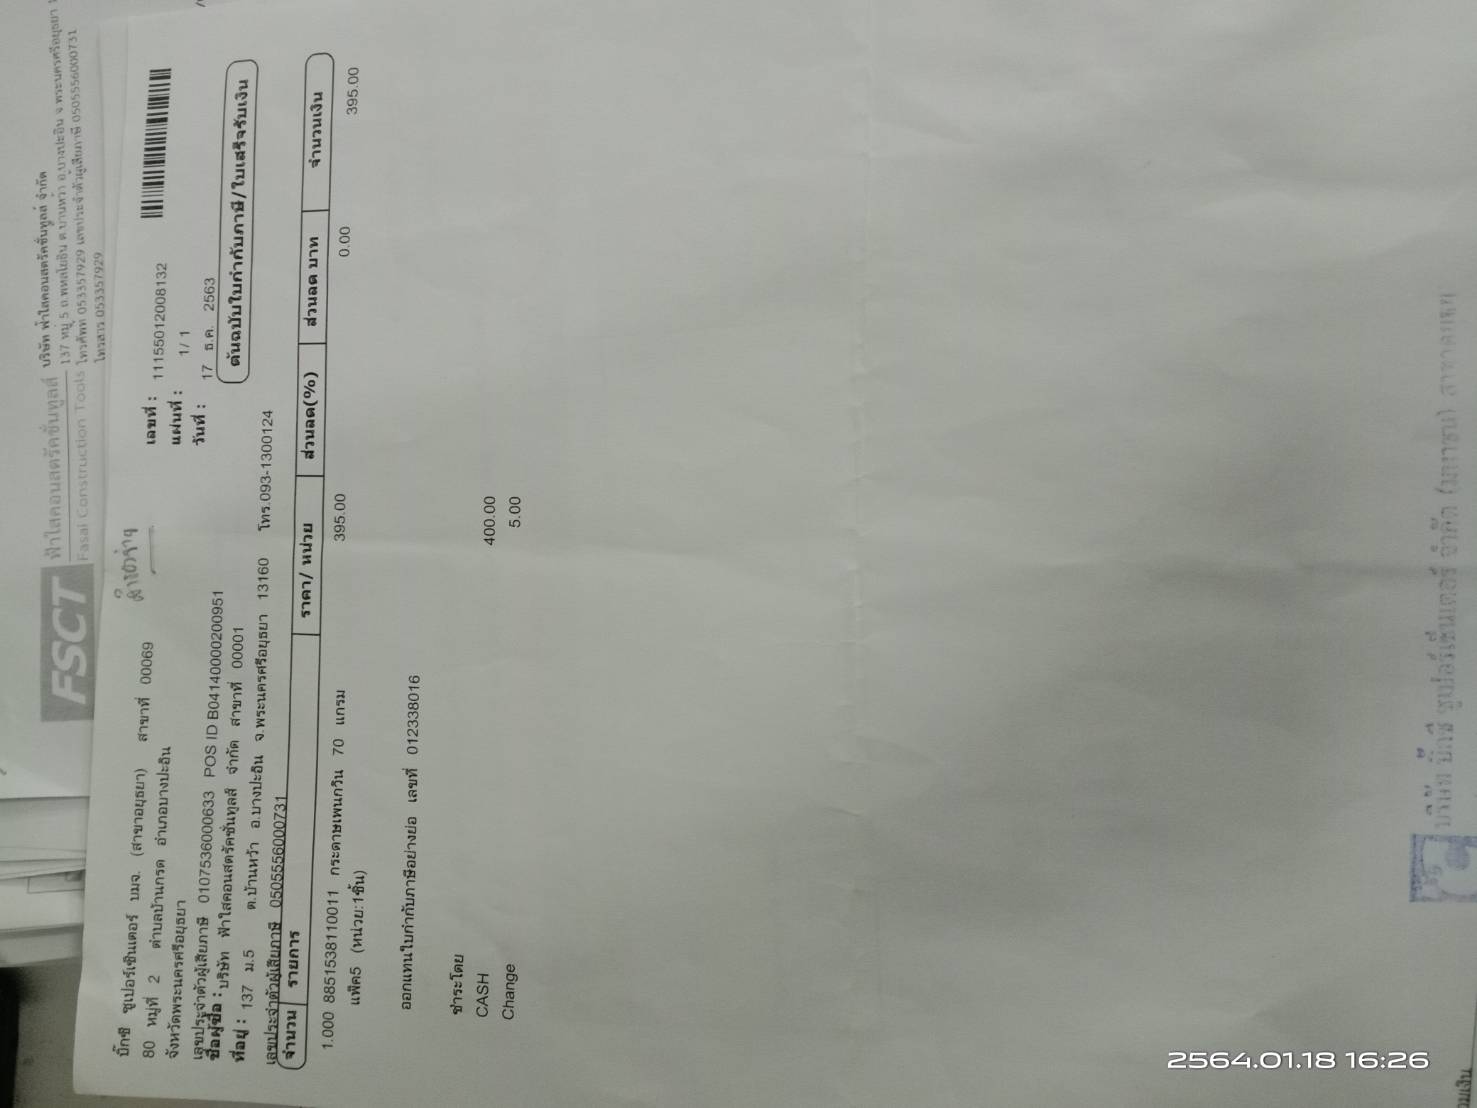 FSCT
ฟ้าใสคอนสตรัคชั่นทูลส์
Fasai Construction Tools
บริษัท ฟ้าใสคอนสตรัคชั่นทูลส์ จำกัด
137 หมู่ 5 ถ.พหลโยธิน ต.บ้านหว้า อ.บางปะอิน จ.พระนครศรีอยุธยา
โทรศัพท์ 053357929 เลขประจำตัวผู้เสียภาษี 0505556000731
โทรสาร 053357929
บิ๊กซี ซูเปอร์เซ็นเตอร์ บมจ. (สาขาอยุธยา) สาขาที่ 00069
80 หมู่ที่ 2 ตำบลบ้านกรด อำเภอบางปะอิน
จังหวัดพระนครศรีอยุธยา
เลขที่ : 11155012008132
แผ่นที่ : 1/ 1
วันที่ : 17 ธ.ค. 2563
เลขประจำตัวผู้เสียภาษี 0107536000633 POS ID B04140000200951
ต้นฉบับใบกำกับภาษี/ใบเสร็จรับเงิน
ชื่อผู้ซื้อ : บริษัท ฟ้าใสคอนสตรัคชั่นทูลส์ จำกัด สาขาที่ 00001
ที่อยู่ : 137 ม.5 ต.บ้านหว้า อ.บางปะอิน จ.พระนครศรีอยุธยา 13160 โทร.093-1300124
เลขประจำตัวผู้เสียภาษี 0505556000731
จำนวน รายการ ราคา/ หน่วย ส่วนลด(%) ส่วนลด บาท จำนวนเงิน
1.000 8851538110011 กระดาษเพนกวิน 70 แกรม 395.00 0.00 395.00
แพ็ค5 (หน่วย:1ชิ้น)
ออกแทนใบกำกับภาษีอย่างย่อ เลขที่ 012338016
ชำระโดย
CASH 400.00
Change 5.00
บริษัท บิ๊กซี ซูเปอร์เซ็นเตอร์ จำกัด (มหาชน)
2564.01.18 16:26